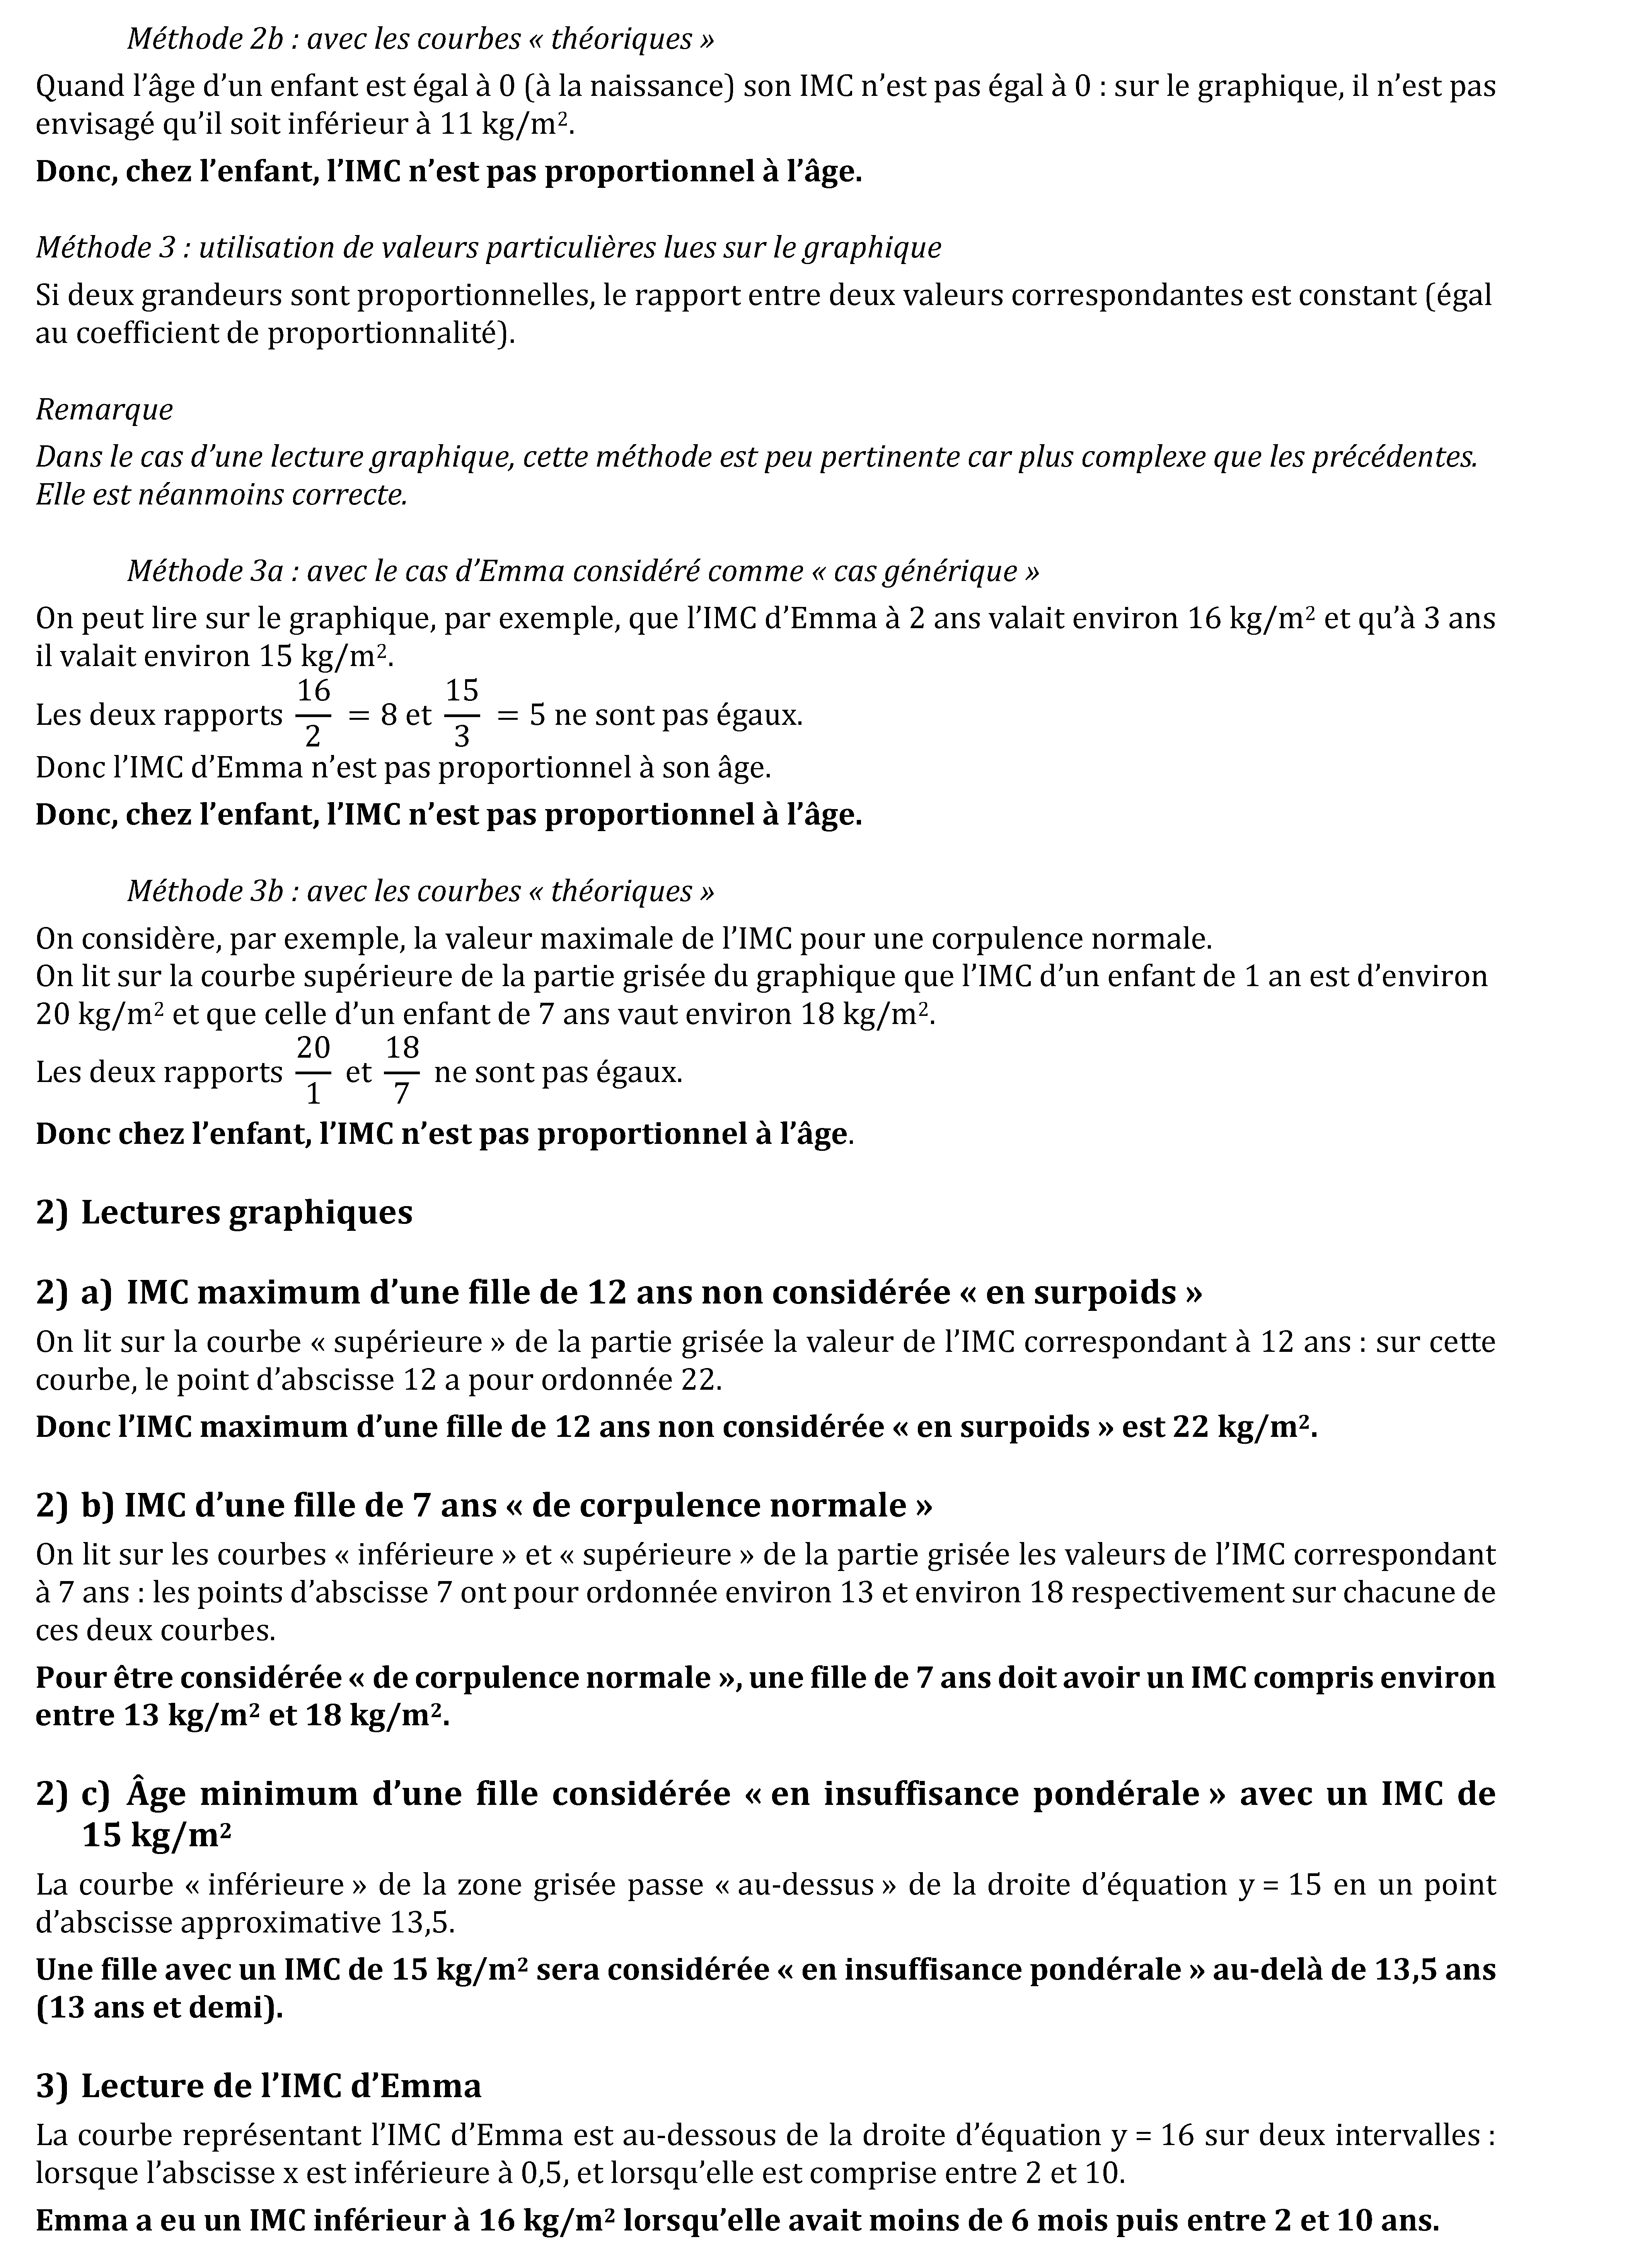 Méthode 2b : avec les courbes « théoriques »
Quand l’âge d’un enfant est égal à 0 (à la naissance) son IMC n’est pas égal à 0 : sur le graphique, il n’est pas
envisagé qu’il soit inférieur à 11 kg/m².
Donc, chez l’enfant, l’IMC n’est pas proportionnel à l’âge.
Méthode 3 : utilisation de valeurs particulières lues sur le graphique
Si deux grandeurs sont proportionnelles, le rapport entre deux valeurs correspondantes est constant (égal
au coefficient de proportionnalité).
Remarque
Dans le cas d’une lecture graphique, cette méthode est peu pertinente car plus complexe que les précédentes.
Elle est néanmoins correcte.
Méthode 3a : avec le cas d’Emma considéré comme « cas générique »
On peut lire sur le graphique, par exemple, que l’IMC d’Emma à 2 ans valait environ 16 kg/m² et qu’à 3 ans
il valait environ 15 kg/m².
Les deux rapports 16/2 = 8 et 15/3 = 5 ne sont pas égaux.
Donc l’IMC d’Emma n’est pas proportionnel à son âge.
Donc, chez l’enfant, l’IMC n’est pas proportionnel à l’âge.
Méthode 3b : avec les courbes « théoriques »
On considère, par exemple, la valeur maximale de l’IMC pour une corpulence normale.
On lit sur la courbe supérieure de la partie grisée du graphique que l’IMC d’un enfant de 1 an est d’environ
20 kg/m² et que celle d’un enfant de 7 ans vaut environ 18 kg/m².
Les deux rapports 20/1 et 18/7 ne sont pas égaux.
Donc chez l’enfant, l’IMC n’est pas proportionnel à l’âge.
2) Lectures graphiques
2) a) IMC maximum d’une fille de 12 ans non considérée « en surpoids »
On lit sur la courbe « supérieure » de la partie grisée la valeur de l’IMC correspondant à 12 ans : sur cette
courbe, le point d’abscisse 12 a pour ordonnée 22.
Donc l’IMC maximum d’une fille de 12 ans non considérée « en surpoids » est 22 kg/m².
2) b) IMC d’une fille de 7 ans « de corpulence normale »
On lit sur les courbes « inférieure » et « supérieure » de la partie grisée les valeurs de l’IMC correspondant
à 7 ans : les points d’abscisse 7 ont pour ordonnée environ 13 et environ 18 respectivement sur chacune de
ces deux courbes.
Pour être considérée « de corpulence normale », une fille de 7 ans doit avoir un IMC compris environ
entre 13 kg/m² et 18 kg/m².
2) c) Âge minimum d’une fille considérée « en insuffisance pondérale » avec un IMC de
15 kg/m²
La courbe « inférieure » de la zone grisée passe « au-dessus » de la droite d’équation y = 15 en un point
d’abscisse approximative 13,5.
Une fille avec un IMC de 15 kg/m² sera considérée « en insuffisance pondérale » au-delà de 13,5 ans
(13 ans et demi).
3) Lecture de l’IMC d’Emma
La courbe représentant l’IMC d’Emma est au-dessous de la droite d’équation y = 16 sur deux intervalles :
lorsque l’abscisse x est inférieure à 0,5, et lorsqu’elle est comprise entre 2 et 10.
Emma a eu un IMC inférieur à 16 kg/m² lorsqu’elle avait moins de 6 mois puis entre 2 et 10 ans.